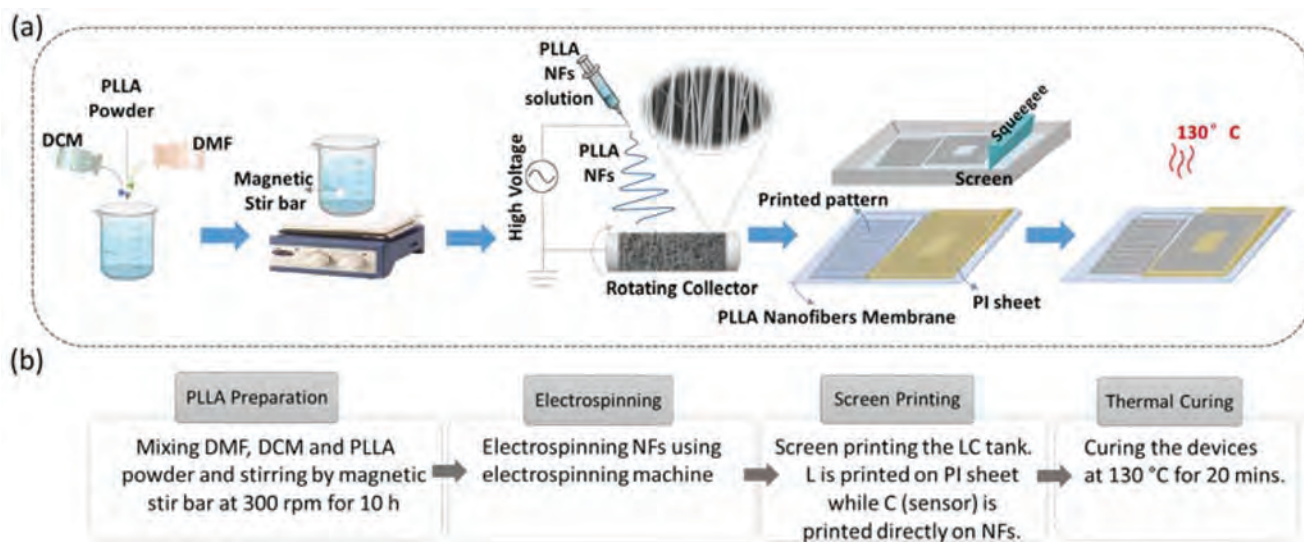 (a)
PLLA
Powder
DCM
DMF
Magnetic
Stir bar
PLLA
NFs
solution
High Voltage
PLLA
NFs
Rotating Collector
Squeegee
Screen
Printed pattern
PI sheet
PLLA Nanofibers Membrane
130° C
(b)
PLLA Preparation
Mixing DMF, DCM and PLLA
powder and stirring by magnetic
stir bar at 300 rpm for 10 h
Electrospinning
Electrospinning NFs using
electrospinning machine
Screen Printing
Screen printing the LC tank.
L is printed on PI sheet
while C (sensor) is
printed directly on NFs.
Thermal Curing
Curing the devices
at 130 °C for 20 mins.